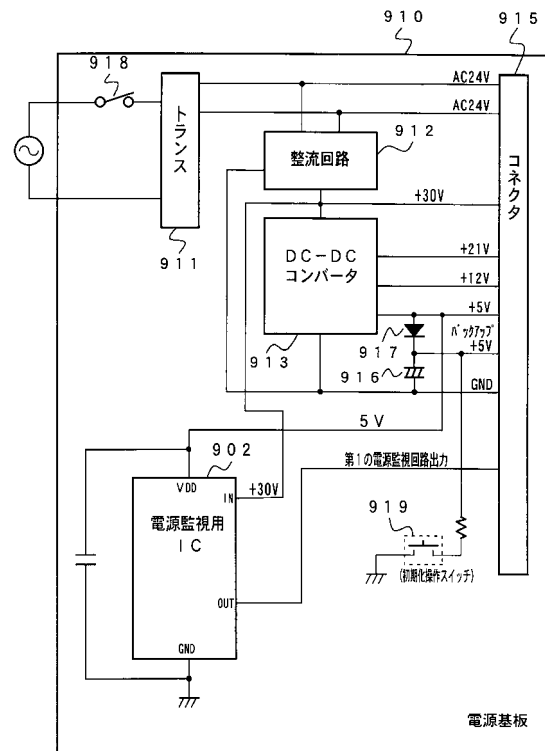 910
915
918
AC24V
AC24V
トランス
911
整流回路
912
コネクタ
+30V
DC-DC
コンバータ
913
+21V
+12V
+5V
917
バックアップ
+5V
916
GND
5V
902
第1の電源監視回路出力
VDD
IN
+30V
電源監視用
IC
919
(初期化操作スイッチ)
OUT
GND
電源基板